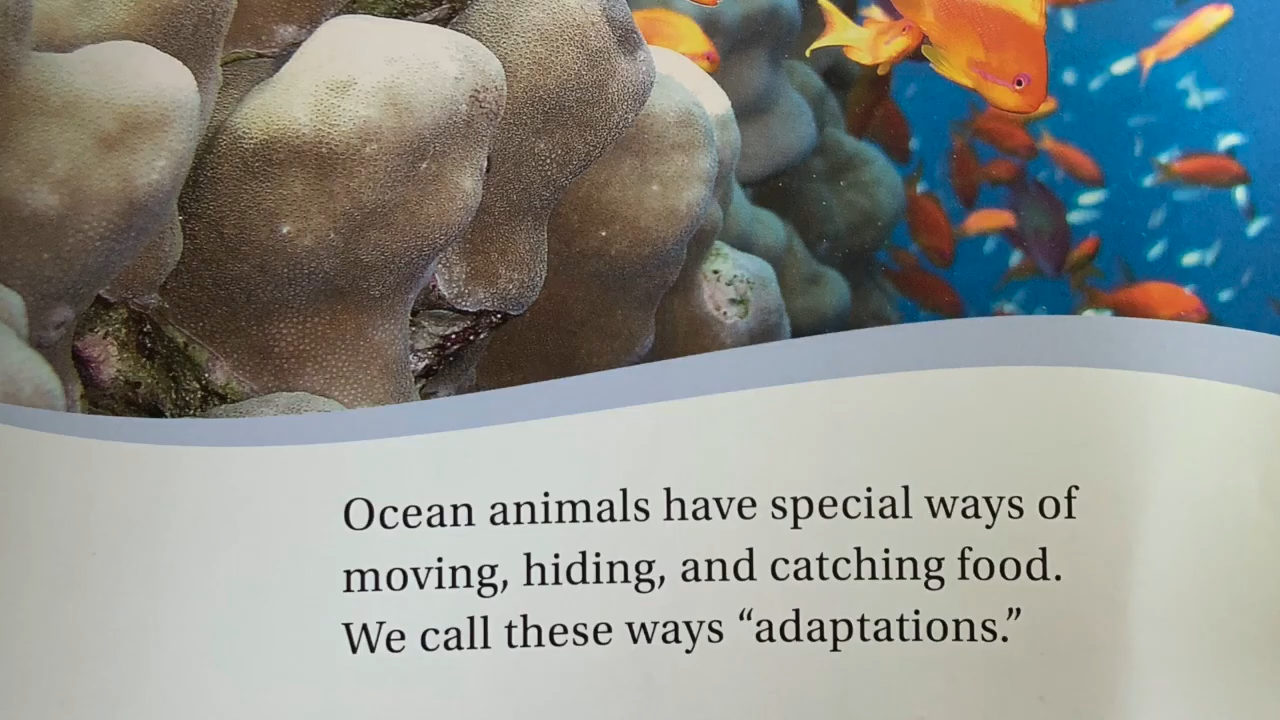 Ocean animals have special ways of
moving, hiding, and catching food.
We call these ways “adaptations.”